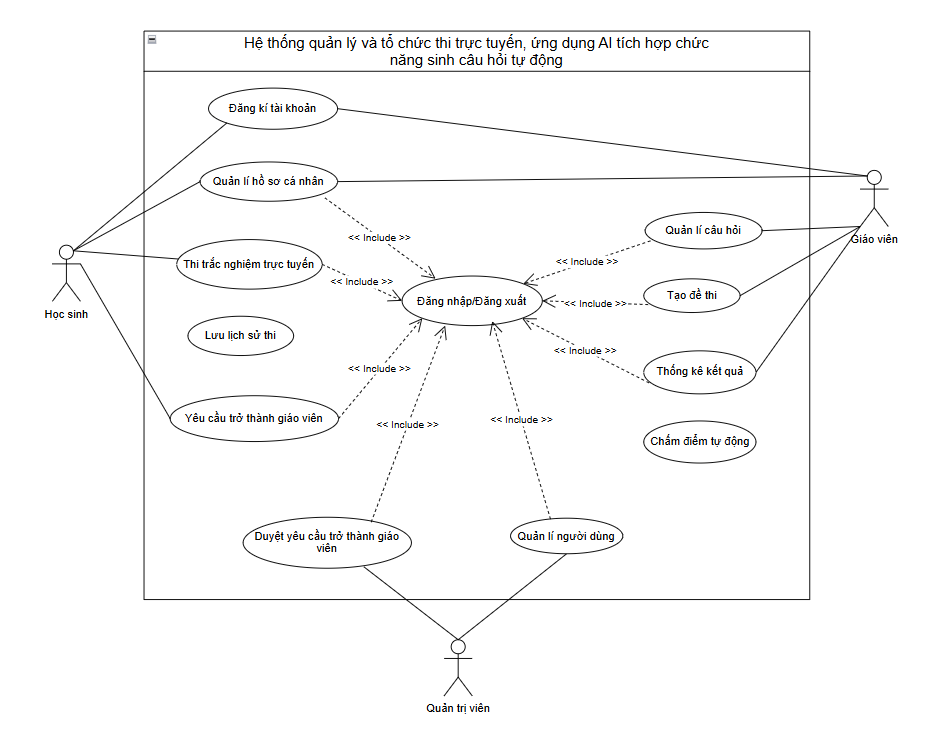 Hệ thống quản lý và tổ chức thi trực tuyến, ứng dụng AI tích hợp chức
năng sinh câu hỏi tự động
Đăng kí tài khoản
Quản lí hồ sơ cá nhân
Quản lí câu hỏi
<< Include >>
Giáo viên
<< Include >>
Thi trắc nghiệm trực tuyến
<< Include >>
Tạo đề thi
Đăng nhập/Đăng xuất
<< Include >>
Học sinh
Lưu lịch sử thi
<< Include >>
<< Include >>
Thống kê kết quả
Yêu cầu trở thành giáo viên
<< Include >>
<< Include >>
Chấm điểm tự động
Duyệt yêu cầu trở thành giáo
viên
Quản lí người dùng
Quản trị viên